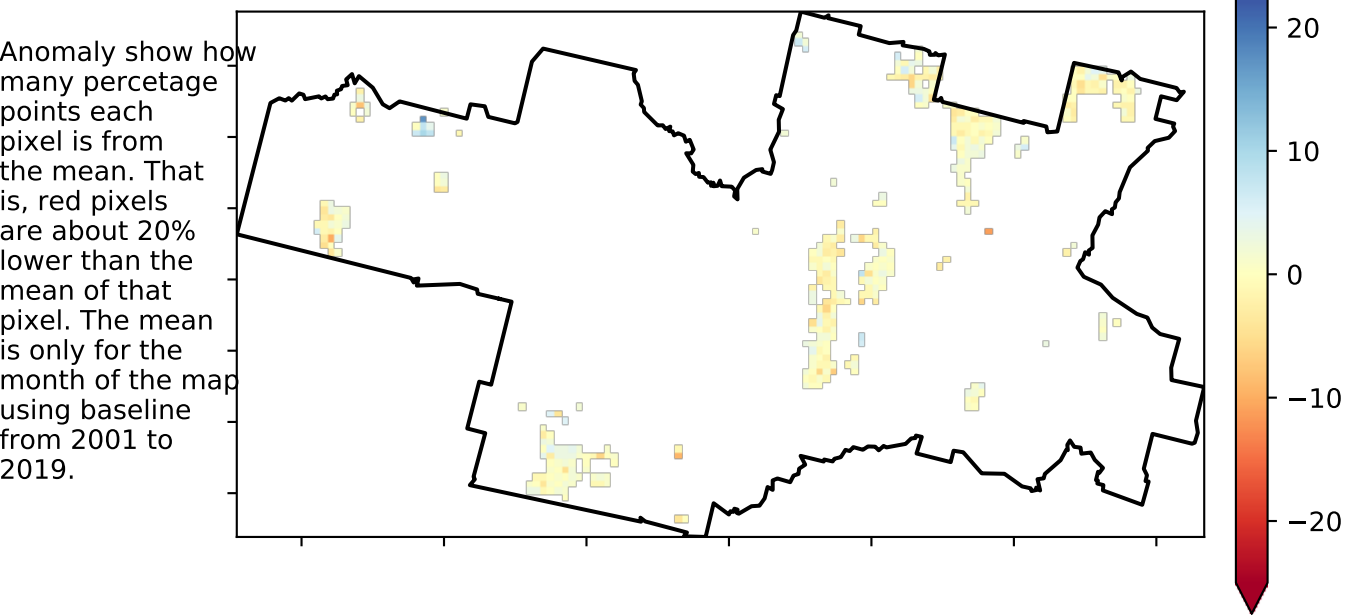 Anomaly show how
many percetage
points each
pixel is from
the mean. That
is, red pixels
are about 20%
lower than the
mean of that
pixel. The mean
is only for the
month of the map
using baseline
from 2001 to
2019.
20
10
0
−10
−20